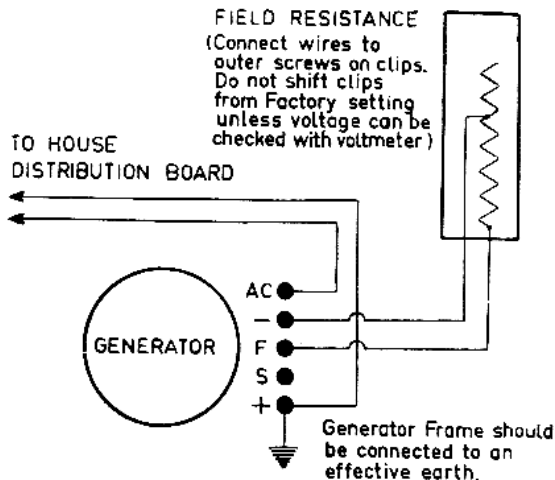 FIELD RESISTANCE
(Connect wires to
outer screws on clips.
Do not shift clips
from Factory setting
unless voltage can be
checked with voltmeter)
TO HOUSE
DISTRIBUTION BOARD
GENERATOR
AC
-
F
S
+
Generator Frame should
be connected to an
effective earth.